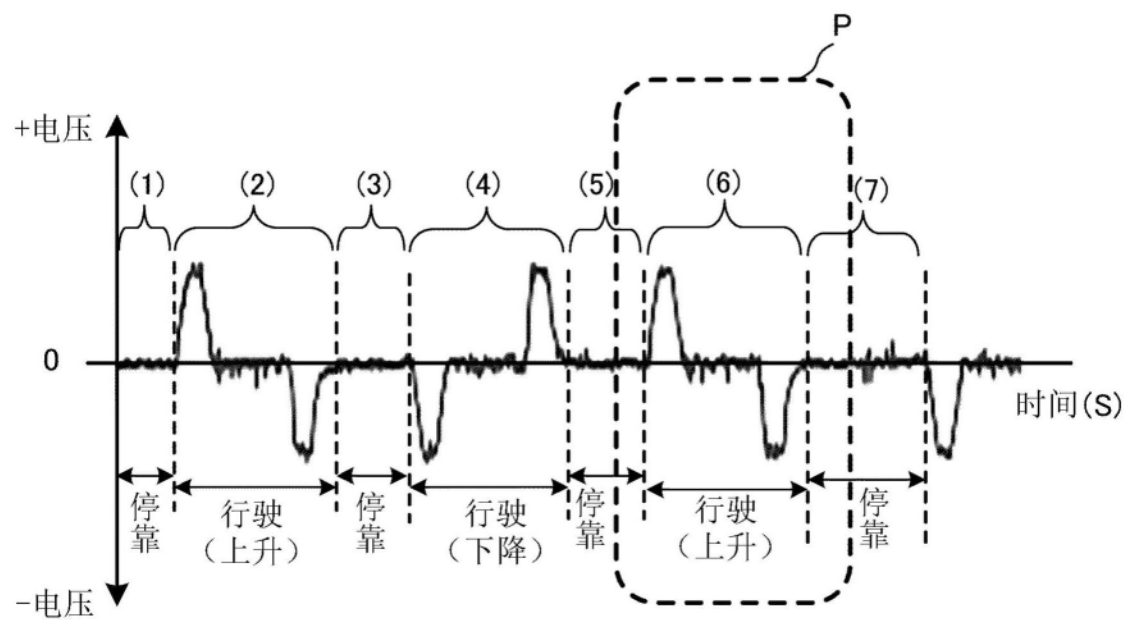 P
+电压
(1)
(2)
(3)
(4)
(5)
(6)
(7)
0
时间(S)
停靠
行驶
(上升)
停靠
行驶
(下降)
停靠
行驶
(上升)
停靠
-电压